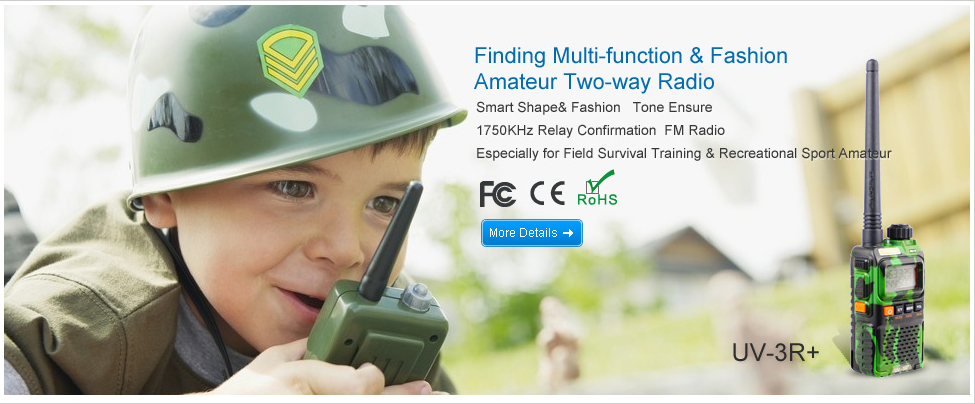 Finding Multi-function & Fashion
Amateur Two-way Radio
Smart Shape& Fashion Tone Ensure
1750KHz Relay Confirmation FM Radio
Especially for Field Survival Training & Recreational Sport Amateur
FC CE RoHS
More Details →
UV-3R+